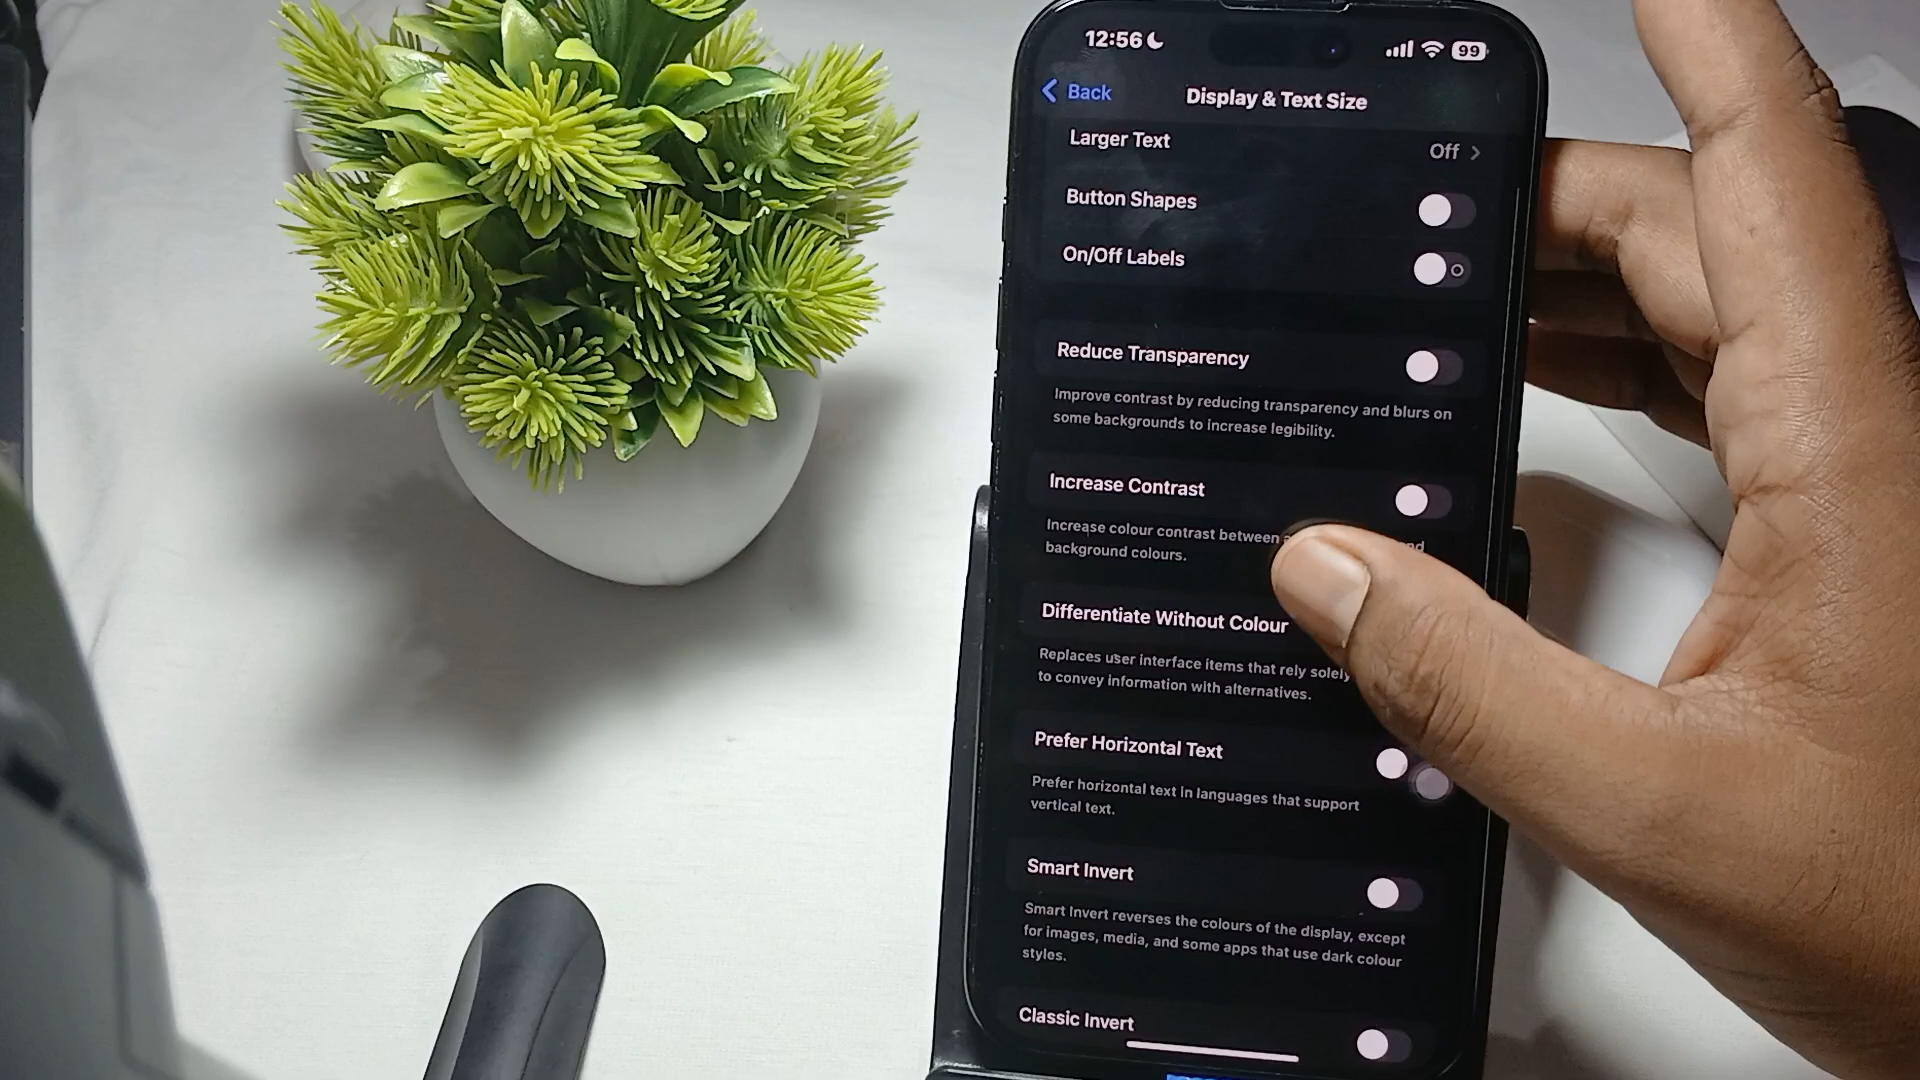 12:56
99
Back
Display & Text Size
Larger Text
Off
Button Shapes
On/Off Labels
Reduce Transparency
Improve contrast by reducing transparency and blurs on
some backgrounds to increase legibility.
Increase Contrast
Increase colour contrast between
background colours.
Differentiate Without Colour
Replaces user interface items that rely solely
to convey information with alternatives.
Prefer Horizontal Text
Prefer horizontal text in languages that support
vertical text.
Smart Invert
Smart Invert reverses the colours of the display, except
for images, media, and some apps that use dark colour
styles.
Classic Invert